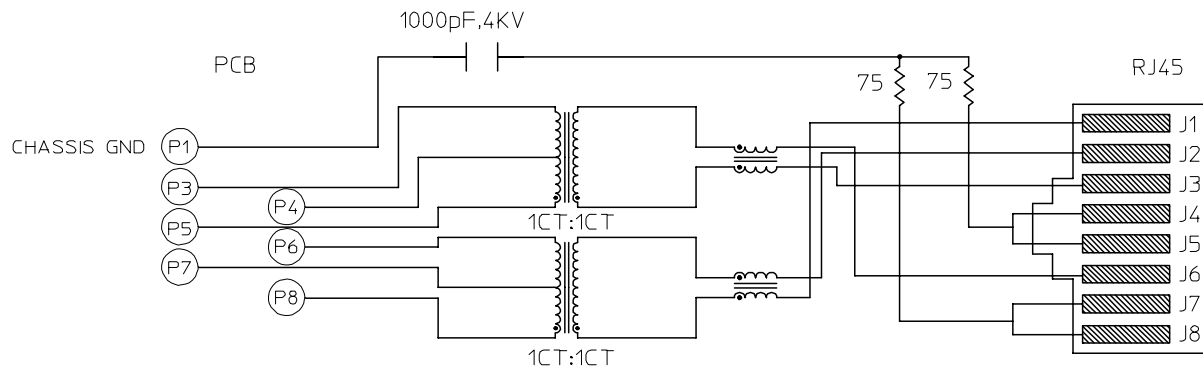 1000pF,4KV
PCB
75
75
RJ45
CHASSIS GND
P1
P3
P4
P5
P6
P7
P8
1CT:1CT
1CT:1CT
J1
J2
J3
J4
J5
J6
J7
J8